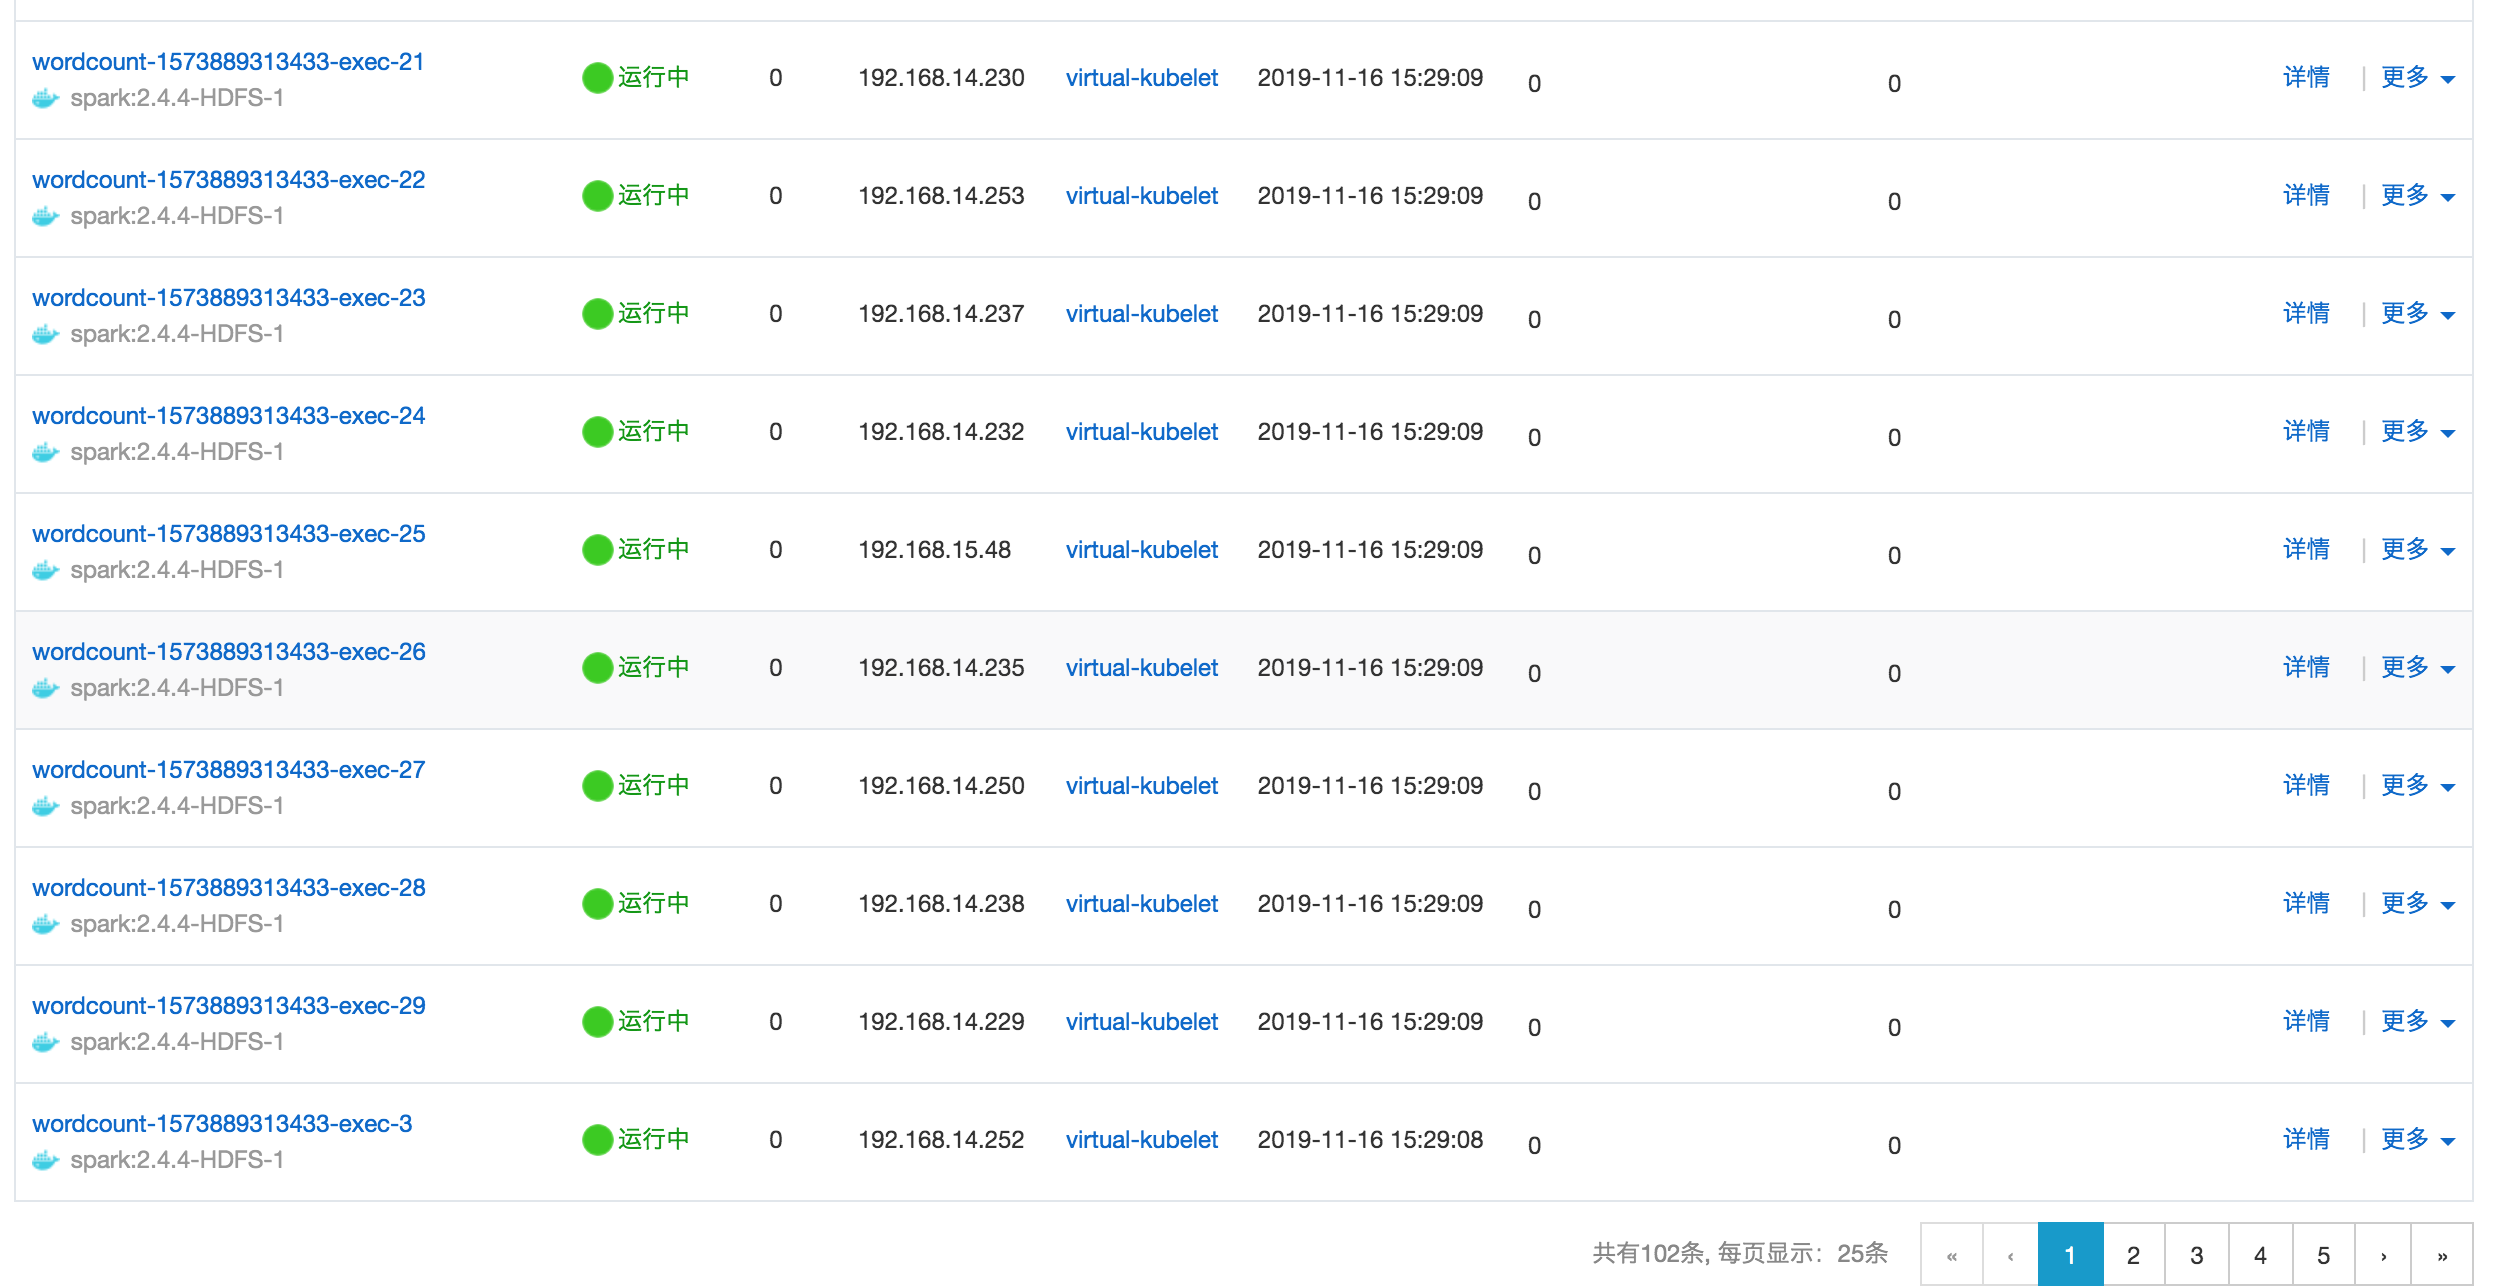 wordcount-1573889313433-exec-21
spark:2.4.4-HDFS-1
运行中 0 192.168.14.230 virtual-kubelet 2019-11-16 15:29:09 0 0 详情 | 更多
wordcount-1573889313433-exec-22
spark:2.4.4-HDFS-1
运行中 0 192.168.14.253 virtual-kubelet 2019-11-16 15:29:09 0 0 详情 | 更多
wordcount-1573889313433-exec-23
spark:2.4.4-HDFS-1
运行中 0 192.168.14.237 virtual-kubelet 2019-11-16 15:29:09 0 0 详情 | 更多
wordcount-1573889313433-exec-24
spark:2.4.4-HDFS-1
运行中 0 192.168.14.232 virtual-kubelet 2019-11-16 15:29:09 0 0 详情 | 更多
wordcount-1573889313433-exec-25
spark:2.4.4-HDFS-1
运行中 0 192.168.15.48 virtual-kubelet 2019-11-16 15:29:09 0 0 详情 | 更多
wordcount-1573889313433-exec-26
spark:2.4.4-HDFS-1
运行中 0 192.168.14.235 virtual-kubelet 2019-11-16 15:29:09 0 0 详情 | 更多
wordcount-1573889313433-exec-27
spark:2.4.4-HDFS-1
运行中 0 192.168.14.250 virtual-kubelet 2019-11-16 15:29:09 0 0 详情 | 更多
wordcount-1573889313433-exec-28
spark:2.4.4-HDFS-1
运行中 0 192.168.14.238 virtual-kubelet 2019-11-16 15:29:09 0 0 详情 | 更多
wordcount-1573889313433-exec-29
spark:2.4.4-HDFS-1
运行中 0 192.168.14.229 virtual-kubelet 2019-11-16 15:29:09 0 0 详情 | 更多
wordcount-1573889313433-exec-3
spark:2.4.4-HDFS-1
运行中 0 192.168.14.252 virtual-kubelet 2019-11-16 15:29:08 0 0 详情 | 更多
共有102条, 每页显示：25条 « ‹ 1 2 3 4 5 › »